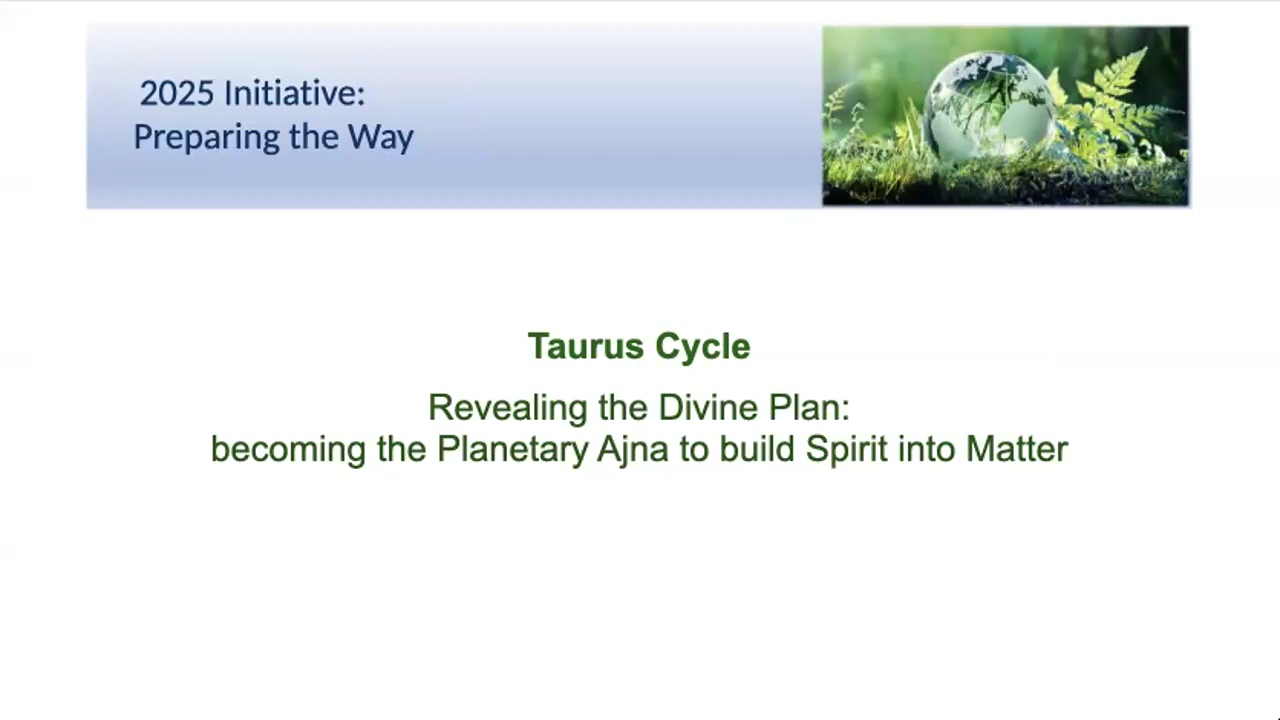 2025 Initiative:
Preparing the Way
Taurus Cycle
Revealing the Divine Plan:
becoming the Planetary Ajna to build Spirit into Matter